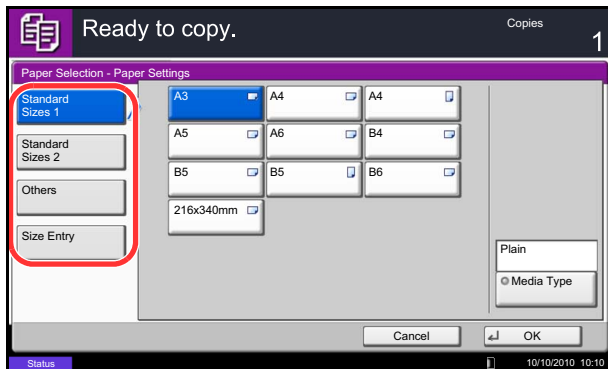 Ready to copy.
Copies
1
Paper Selection - Paper Settings
Standard
Sizes 1
Standard
Sizes 2
Others
Size Entry
A3
A4
A4
A5
A6
B4
B5
B5
B6
216x340mm
Plain
Media Type
Cancel
OK
Status
10/10/2010 10:10